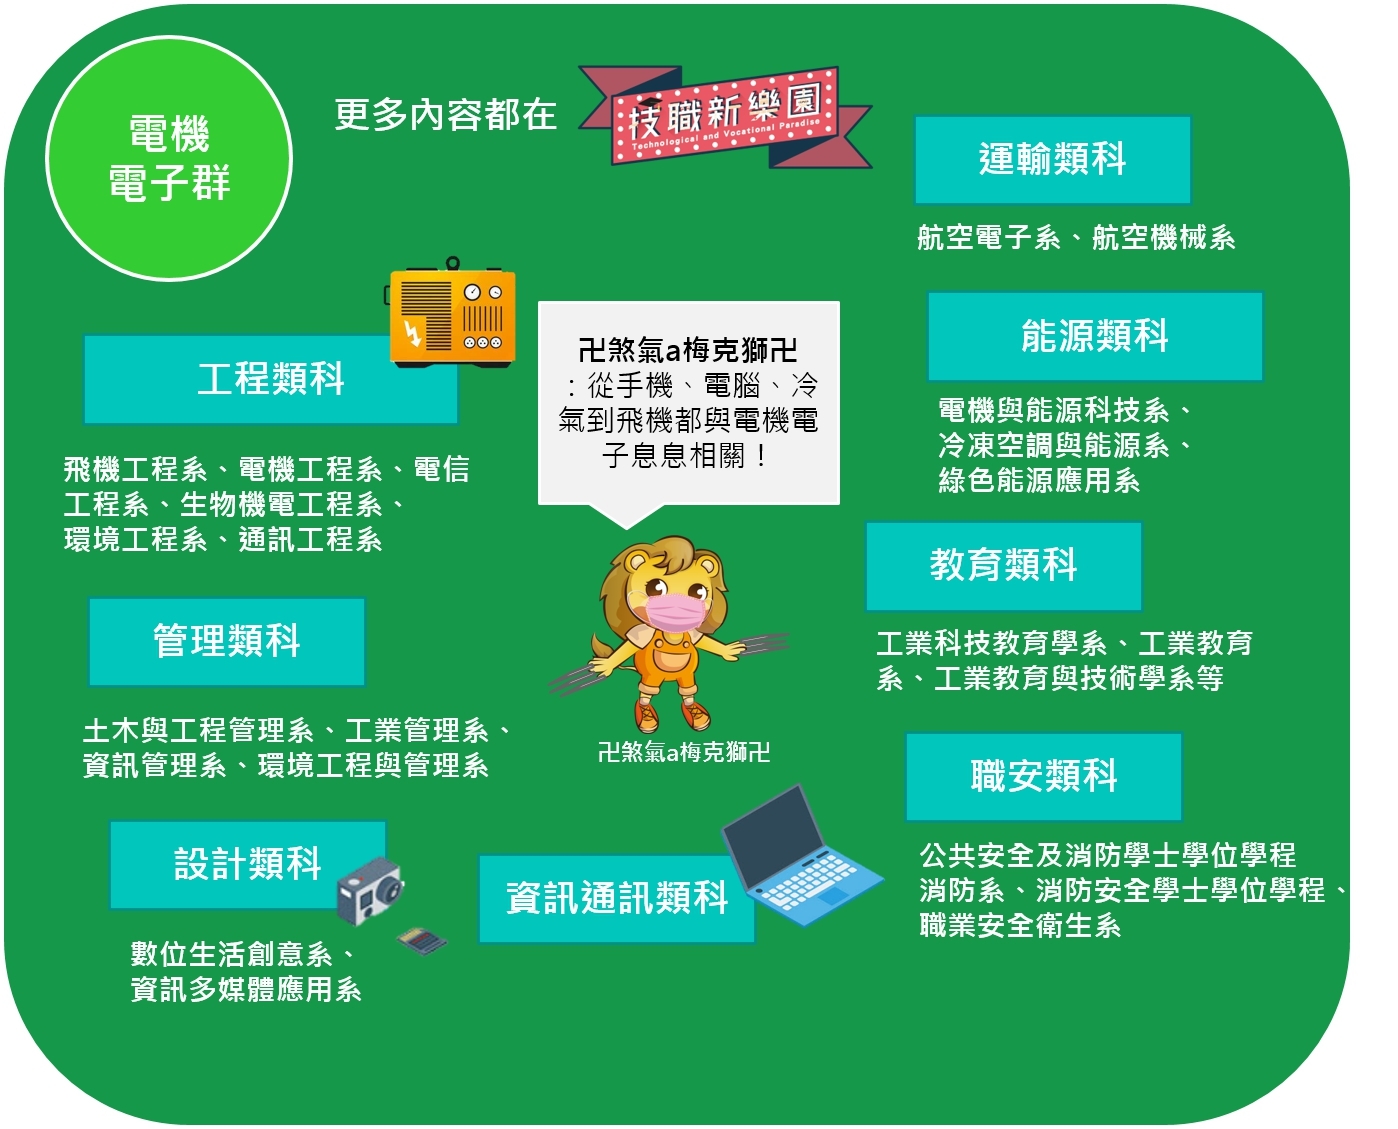 電機
電子群
更多內容都在
技職新樂園
Technological and Vocational Paradise
運輸類科
航空電子系、航空機械系
能源類科
電機與能源科技系、
冷凍空調與能源系、
綠色能源應用系
工程類科
飛機工程系、電機工程系、電信
工程系、生物機電工程系、
環境工程系、通訊工程系
卍煞氣a梅克獅卍
：從手機、電腦、冷
氣到飛機都與電機電
子息息相關！
教育類科
工業科技教育學系、工業教育
系、工業教育與技術學系等
管理類科
土木與工程管理系、工業管理系、
資訊管理系、環境工程與管理系
卍煞氣a梅克獅卍
職安類科
公共安全及消防學士學位學程
消防系、消防安全學士學位學程、
職業安全衛生系
設計類科
數位生活創意系、
資訊多媒體應用系
資訊通訊類科